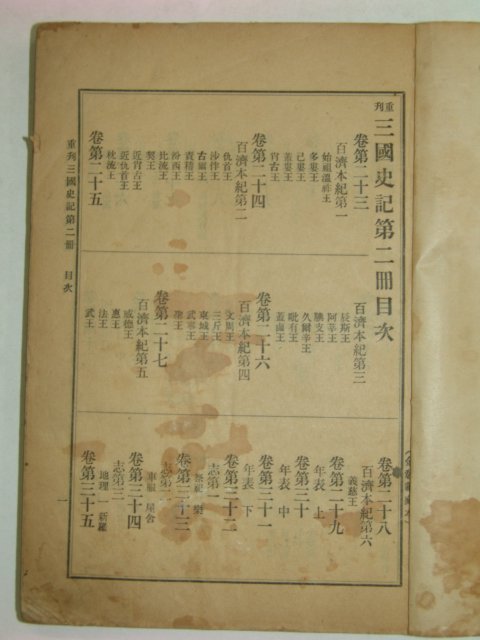 重刊 三國史記第二冊目次
卷第二十三
百濟本紀第一
始祖溫祚王
多婁王
己婁王
蓋婁王
肖古王
卷第二十四
百濟本紀第二
仇首王
沙伴王
古爾王
責稽王
汾西王
比流王
契王
近肖古王
近仇首王
枕流王
卷第二十五
百濟本紀第三
辰斯王
阿莘王
腆支王
久爾辛王
毗有王
蓋鹵王
卷第二十六
百濟本紀第四
文周王
三斤王
東城王
武寧王
聖王
卷第二十七
百濟本紀第五
威德王
惠王
法王
武王
卷第二十八
百濟本紀第六
義慈王
卷第二十九
年表 上
卷第三十
年表 中
卷第三十一
年表 下
卷第三十二
志第一
祭祀 樂
卷第三十三
志第二
車服 屋舍
卷第三十四
志第三
地理 新羅
卷第三十五
重刊三國史記第二冊 目次
一